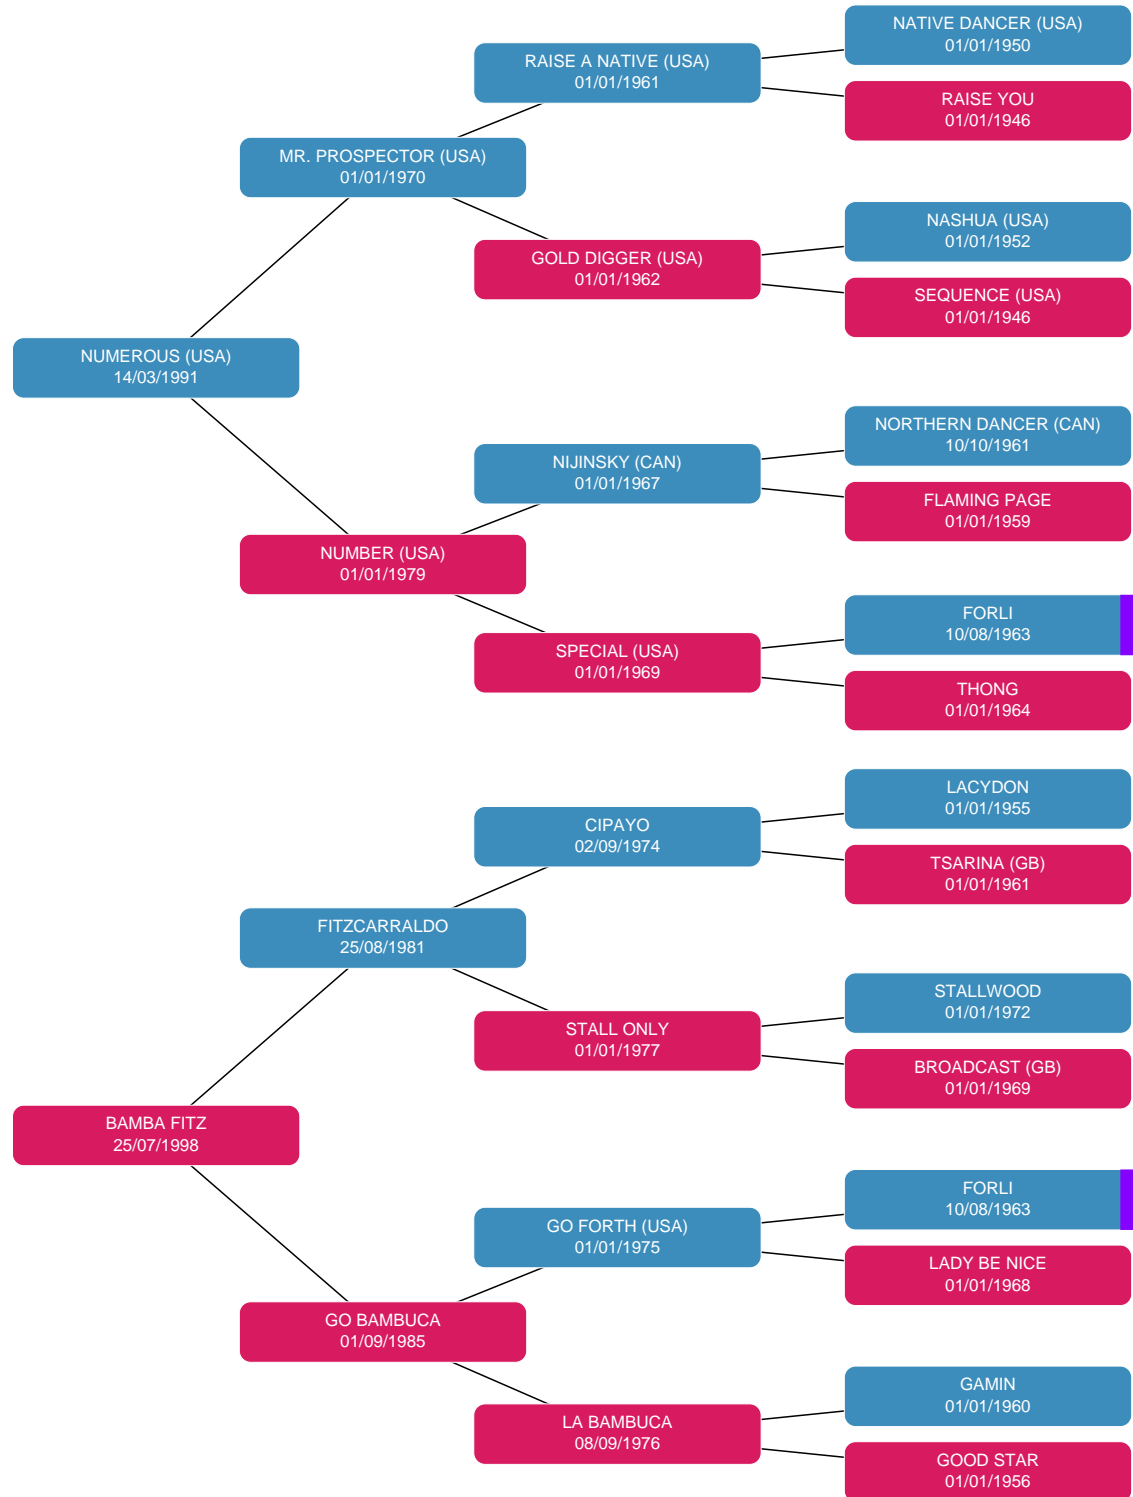 NATIVE DANCER (USA)
01/01/1950
RAISE A NATIVE (USA)
01/01/1961
RAISE YOU
01/01/1946
MR. PROSPECTOR (USA)
01/01/1970
NASHUA (USA)
01/01/1952
GOLD DIGGER (USA)
01/01/1962
SEQUENCE (USA)
01/01/1946
NUMEROUS (USA)
14/03/1991
NORTHERN DANCER (CAN)
10/10/1961
NIJINSKY (CAN)
01/01/1967
FLAMING PAGE
01/01/1959
NUMBER (USA)
01/01/1979
FORLI
10/08/1963
SPECIAL (USA)
01/01/1969
THONG
01/01/1964
LACYDON
01/01/1955
CIPAYO
02/09/1974
TSARINA (GB)
01/01/1961
FITZCARRALDO
25/08/1981
STALLWOOD
01/01/1972
STALL ONLY
01/01/1977
BROADCAST (GB)
01/01/1969
BAMBA FITZ
25/07/1998
FORLI
10/08/1963
GO FORTH (USA)
01/01/1975
LADY BE NICE
01/01/1968
GO BAMBUCA
01/09/1985
GAMIN
01/01/1960
LA BAMBUCA
08/09/1976
GOOD STAR
01/01/1956